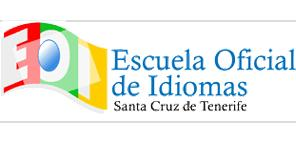 EOI
Escuela Oficial
de Idiomas
Santa Cruz de Tenerife